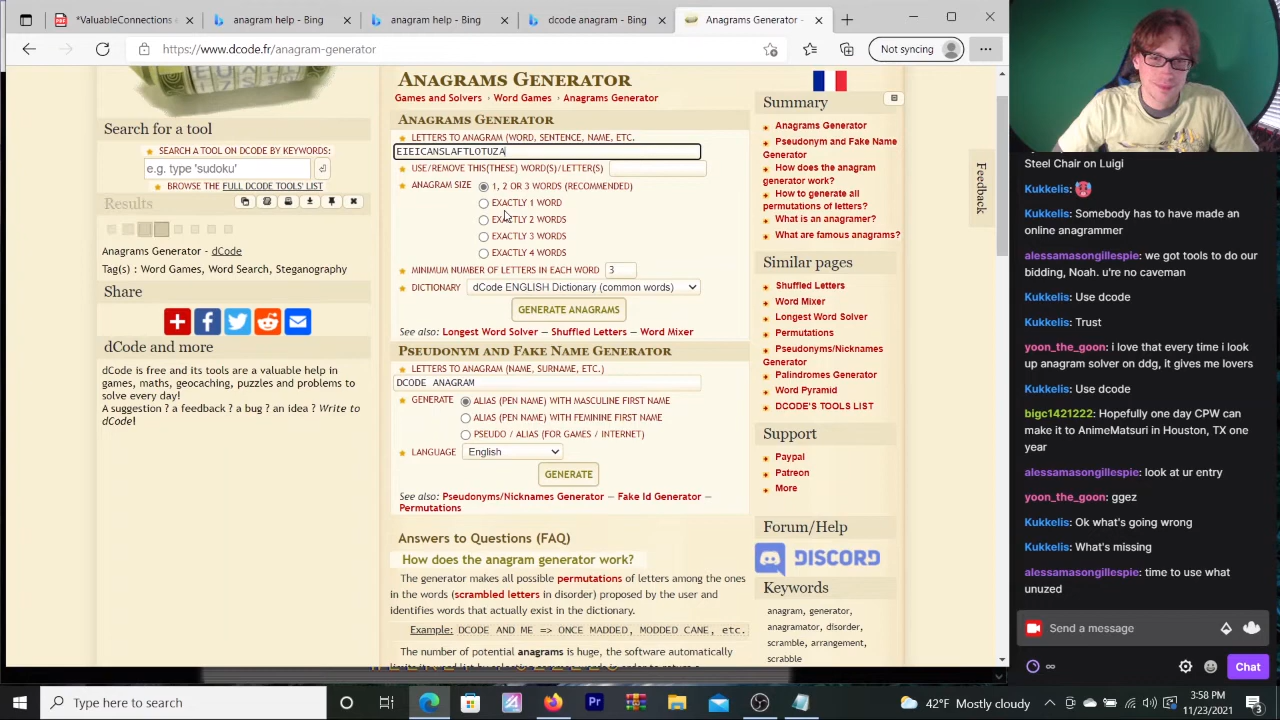 *ValuableConnections
dcode anagram - Bing
Anagram Generator
https://www.dcode.fr/anagram-generator
Not syncing
Search for a tool
SEARCH A TOOL ON DCODE BY KEYWORDS:
e.g. type 'sudoku'
BROWSE THE FULL DCODE TOOLS' LIST
Results
Anagrams Generator - dCode
Tag(s) : Word Games, Word Search, Steganography
Share
dCode and more
dCode is free and its tools are a valuable help in
games, maths, geocaching, puzzles and problems to
solve every day!
A suggestion ? a feedback ? a bug ? an idea ? Write to
dCode!
ANAGRAMS GENERATOR
Games and Solvers › Word Games › Anagrams Generator
ANAGRAMS GENERATOR
LETTERS TO ANAGRAM (WORD, SENTENCE, NAME, ETC.
EIEICANSLAFTLOTUZA
USE/REMOVE THIS(THESE) WORD(S)/LETTER(S)
ANAGRAM SIZE
1, 2 OR 3 WORDS (RECOMMENDED)
EXACTLY 1 WORD
EXACTLY 2 WORDS
EXACTLY 3 WORDS
EXACTLY 4 WORDS
MINIMUM NUMBER OF LETTERS IN EACH WORD 3
DICTIONARY dCode ENGLISH Dictionary (common words)
GENERATE ANAGRAMS
See also: Longest Word Solver — Shuffled Letters — Word Mixer
PSEUDONYM AND FAKE NAME GENERATOR
LETTERS TO ANAGRAM (NAME, SURNAME, ETC.)
DCODE ANAGRAM
GENERATE
ALIAS (PEN NAME) WITH MASCULINE FIRST NAME
ALIAS (PEN NAME) WITH FEMININE FIRST NAME
PSEUDO / ALIAS (FOR GAMES / INTERNET)
LANGUAGE English
GENERATE
See also: Pseudonyms/Nicknames Generator — Fake Id Generator —
Permutations
Answers to Questions (FAQ)
How does the anagram generator work?
The generator makes all possible permutations of letters among the ones
in the words (scrambled letters in disorder) proposed by the user and
identifies words that actually exist in the dictionary.
Example: DCODE AND ME => ONCE MADDED, MODDED CANE, etc.
The number of potential anagrams is huge, the software automatically
Summary
Anagrams Generator
Pseudonym and Fake Name
Generator
How does the anagram
generator work?
How to generate all
permutations of letters?
What is an anagramer?
What are famous anagrams?
Similar pages
Shuffled Letters
Word Mixer
Longest Word Solver
Permutations
Pseudonyms/Nicknames
Generator
Palindromes Generator
Word Pyramid
DCODE'S TOOLS LIST
Support
Paypal
Patreon
More
Forum/Help
DISCORD
Keywords
anagram, generator,
anagramator, disorder,
scramble, arrangement,
scrabble
Feedback
Steel Chair on Luigi
Kukkelis:
Kukkelis: Somebody has to have made an
online anagrammer
alessamasongillespie: we got tools to do our
bidding, Noah. u're no caveman
Kukkelis: Use dcode
Kukkelis: Trust
yoon_the_goon: i love that every time i look
up anagram solver on ddg, it gives me lovers
Kukkelis: Use dcode
bigc1421222: Hopefully one day CPW can
make it to AnimeMatsuri in Houston, TX one
year
alessamasongillespie: look at ur entry
yoon_the_goon: ggez
Kukkelis: Ok what's going wrong
Kukkelis: What's missing
alessamasongillespie: time to use what
unuzed
Send a message
Chat
Type here to search
Pr
42°F Mostly cloudy
3:58 PM
11/23/2021
3